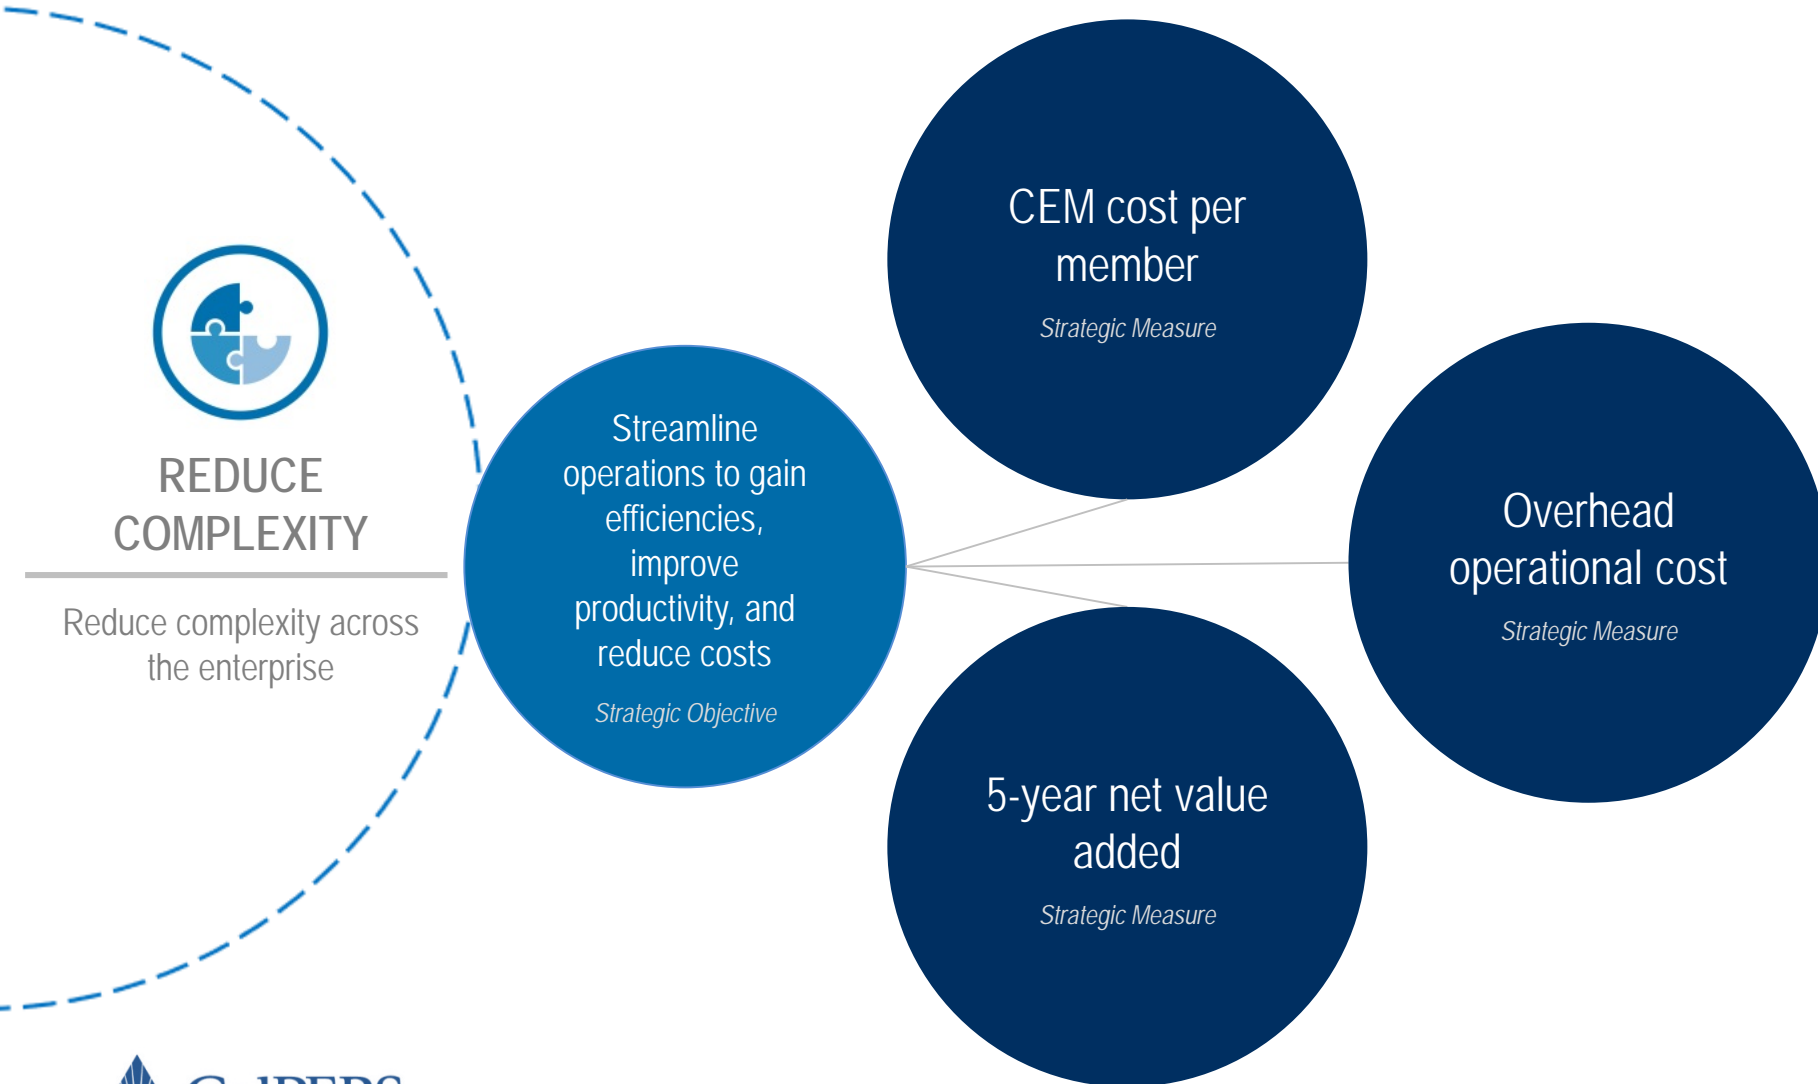 REDUCE
COMPLEXITY
Reduce complexity across
the enterprise
Streamline
operations to gain
efficiencies,
improve
productivity, and
reduce costs
Strategic Objective
CEM cost per
member
Strategic Measure
Overhead
operational cost
Strategic Measure
5-year net value
added
Strategic Measure
CalPERS